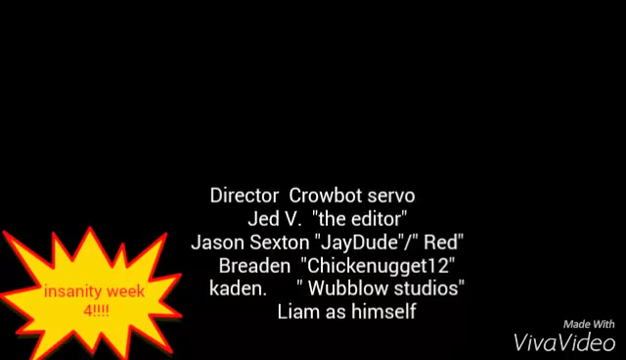 Director  Crowbot servo
Jed V.  "the editor"
Jason Sexton "JayDude"/" Red"
Breaden  "Chickenugget12"
kaden.     " Wubblow studios"
Liam as himself
insanity week
4!!!!
Made With
VivaVideo